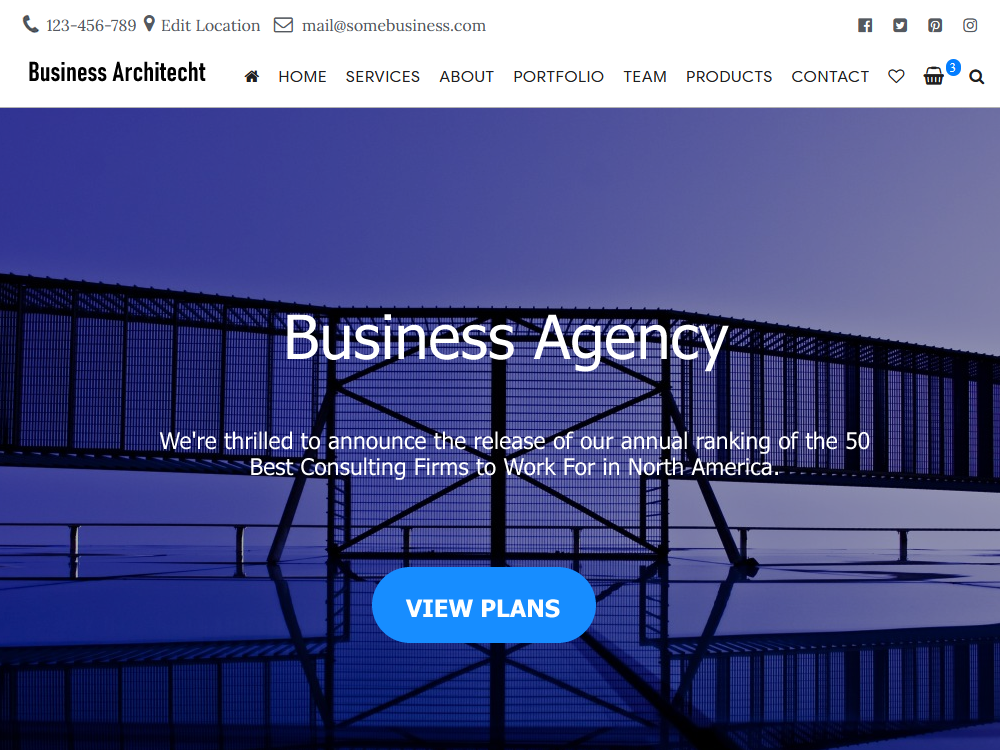 123-456-789 Edit Location mail@somebusiness.com
Business Architecht
HOME SERVICES ABOUT PORTFOLIO TEAM PRODUCTS CONTACT 3
Business Agency
We're thrilled to announce the release of our annual ranking of the 50
Best Consulting Firms to Work For in North America.
VIEW PLANS